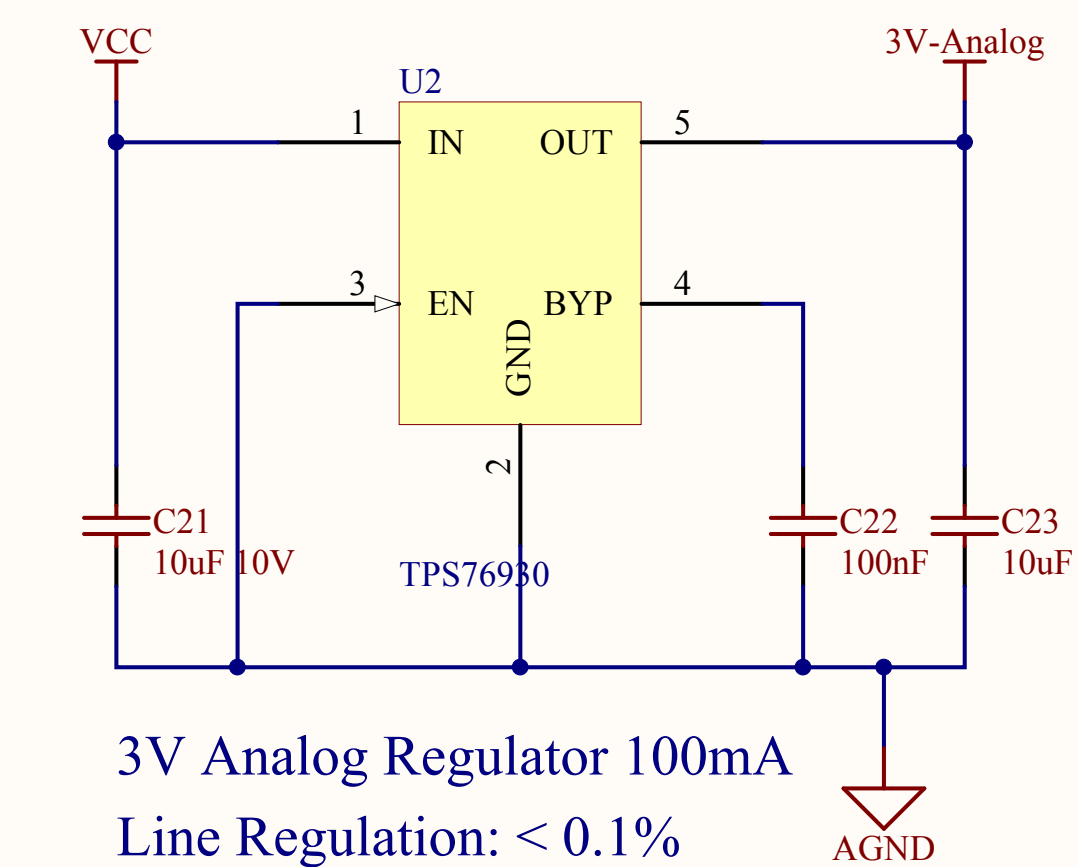 VCC
3V-Analog
U2
1
IN
OUT
5
3
EN
BYP
4
GND
2
C21
10uF 10V
C22
100nF
C23
10uF
TPS76930
3V Analog Regulator 100mA
Line Regulation: < 0.1%
AGND